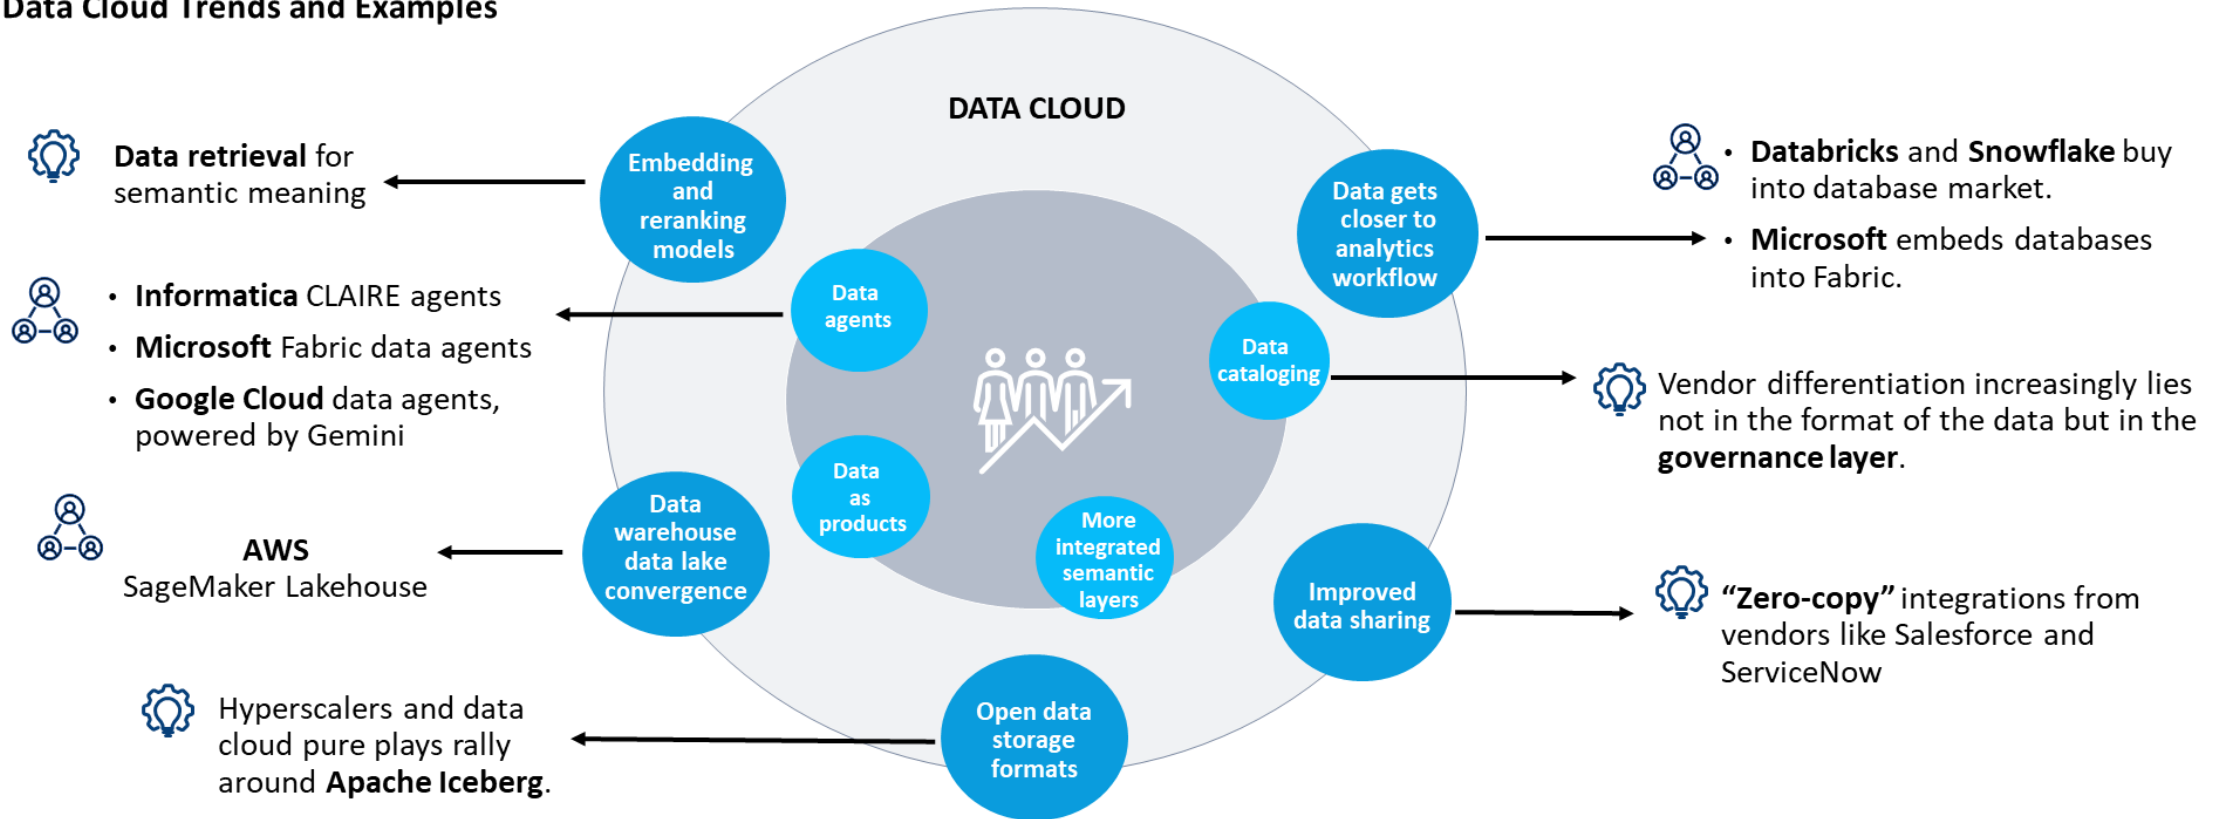 Data Cloud Trends and Examples
DATA CLOUD
Data retrieval for
semantic meaning
Embedding
and
reranking
models
• Informatica CLAIRE agents
• Microsoft Fabric data agents
• Google Cloud data agents,
powered by Gemini
Data
agents
Data
as
products
AWS
SageMaker Lakehouse
Data
warehouse
data lake
convergence
Hyperscalers and data
cloud pure plays rally
around Apache Iceberg.
Open data
storage
formats
More
integrated
semantic
layers
Data gets
closer to
analytics
workflow
• Databricks and Snowflake buy
into database market.
• Microsoft embeds databases
into Fabric.
Data
cataloging
Vendor differentiation increasingly lies
not in the format of the data but in the
governance layer.
Improved
data sharing
“Zero-copy” integrations from
vendors like Salesforce and
ServiceNow